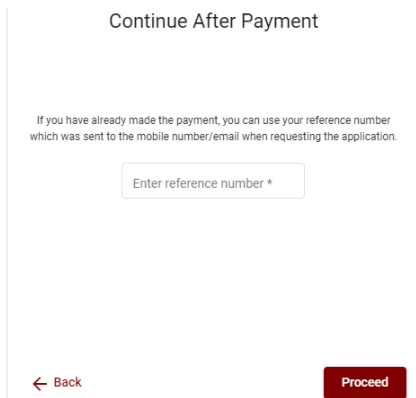 Continue After Payment
If you have already made the payment, you can use your reference number
which was sent to the mobile number/email when requesting the application.
Enter reference number *
Back
Proceed